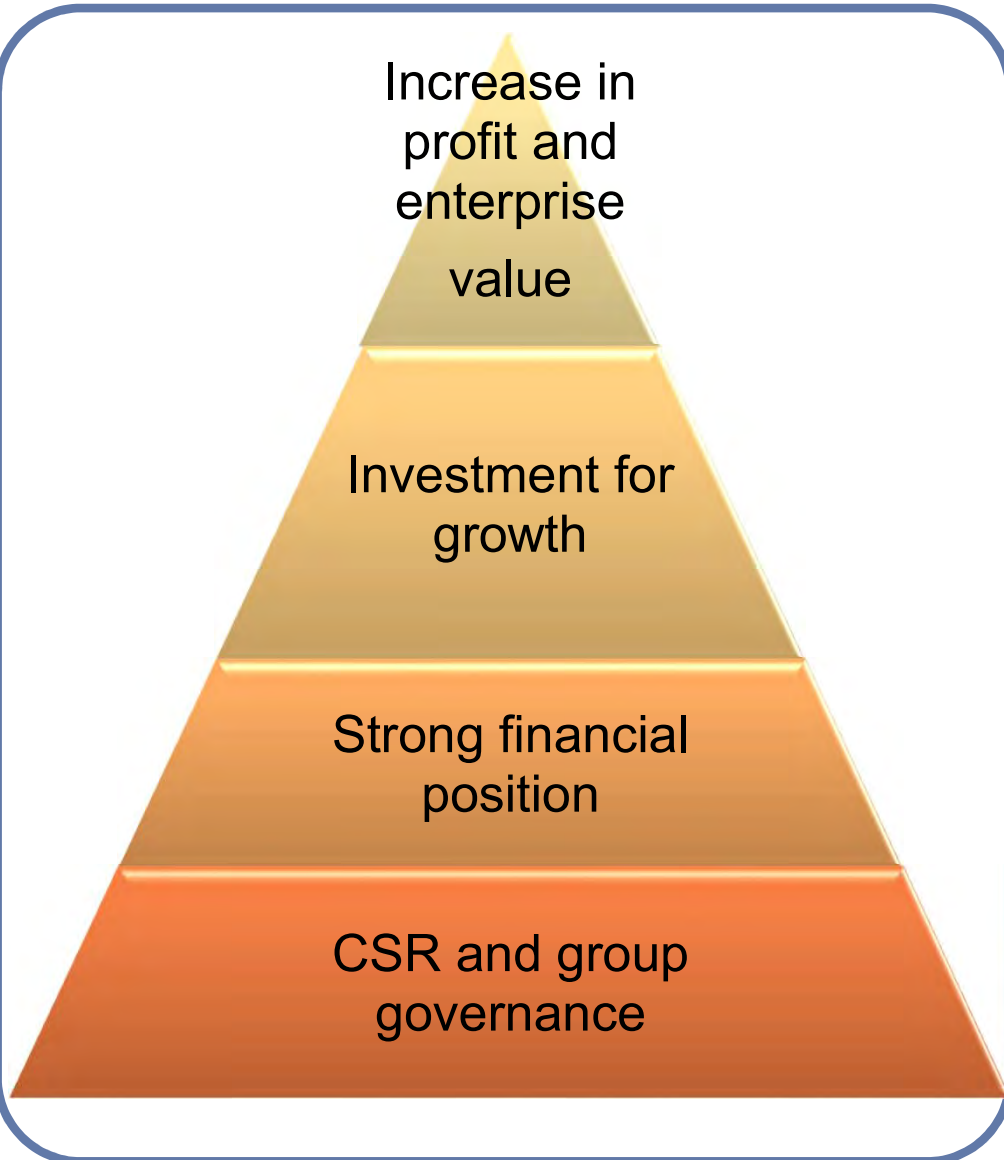 Increase in
profit and
enterprise
value
Investment for
growth
Strong financial
position
CSR and group
governance